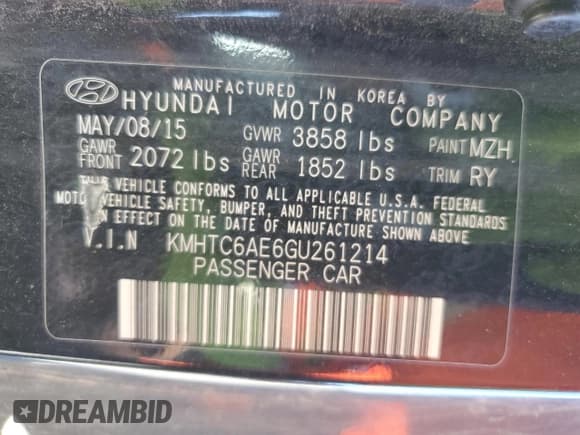 MANUFACTURED IN KOREA BY
HYUNDAI MOTOR COMPANY
MAY/08/15 GVWR 3858 lbs PAINT MZH
GAWR FRONT 2072 lbs GAWR REAR 1852 lbs TRIM RY
THIS VEHICLE CONFORMS TO ALL APPLICABLE U.S.A. FEDERAL
MOTOR VEHICLE SAFETY, BUMPER, AND THEFT PREVENTION STANDARDS
IN EFFECT ON THE DATE OF MANUFACTURE SHOWN ABOVE
V.I.N KMHTC6AE6GU261214
PASSENGER CAR
DREAMBID